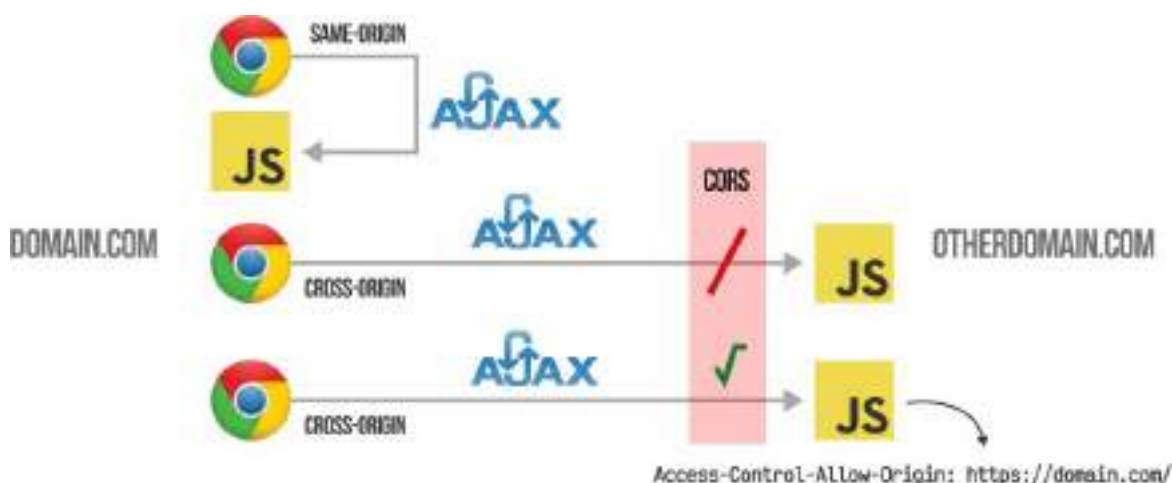 SAME-ORIGIN
AJAX
JS
CORS
DOMAIN.COM
AJAX
JS
OTHERDOMAIN.COM
CROSS-ORIGIN
AJAX
JS
CROSS-ORIGIN
Access-Control-Allow-Origin: https://domain.com/